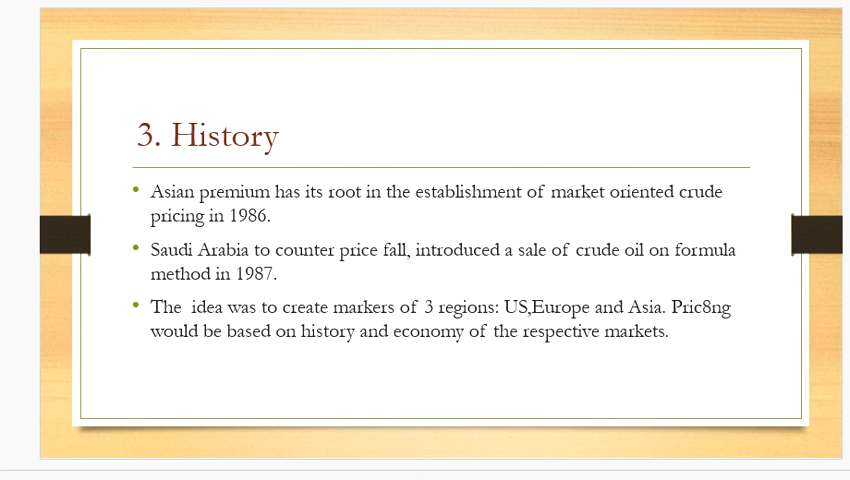 3. History
• Asian premium has its root in the establishment of market oriented crude
pricing in 1986.
• Saudi Arabia to counter price fall, introduced a sale of crude oil on formula
method in 1987.
• The  idea was to create markers of 3 regions: US,Europe and Asia. Pric8ng
would be based on history and economy of the respective markets.